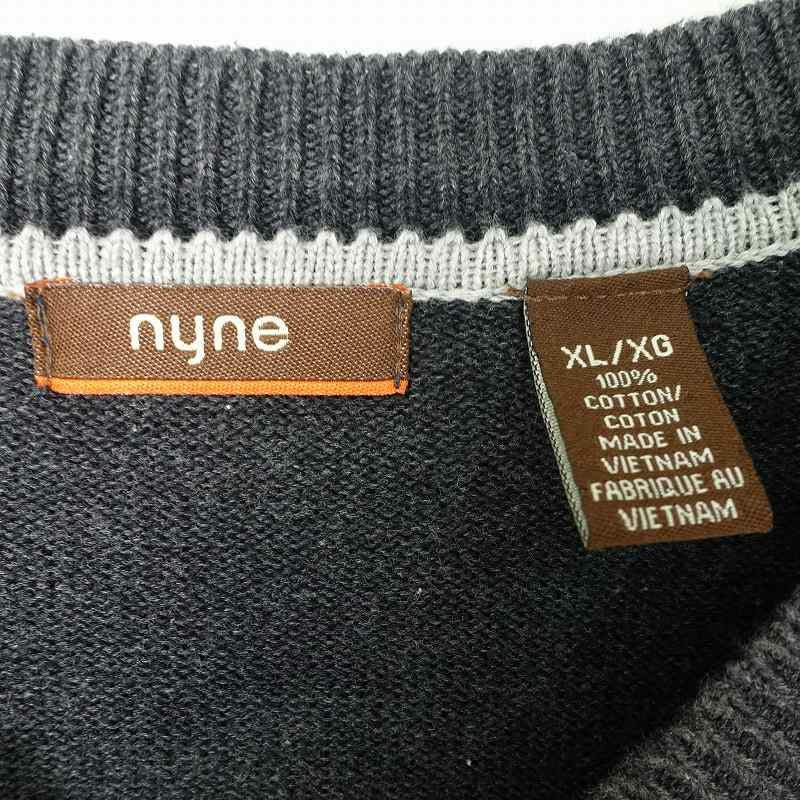 nyne
XL/XG
100%
COTTON/
COTON
MADE IN
VIETNAM
FABRIQUE AU
VIETNAM